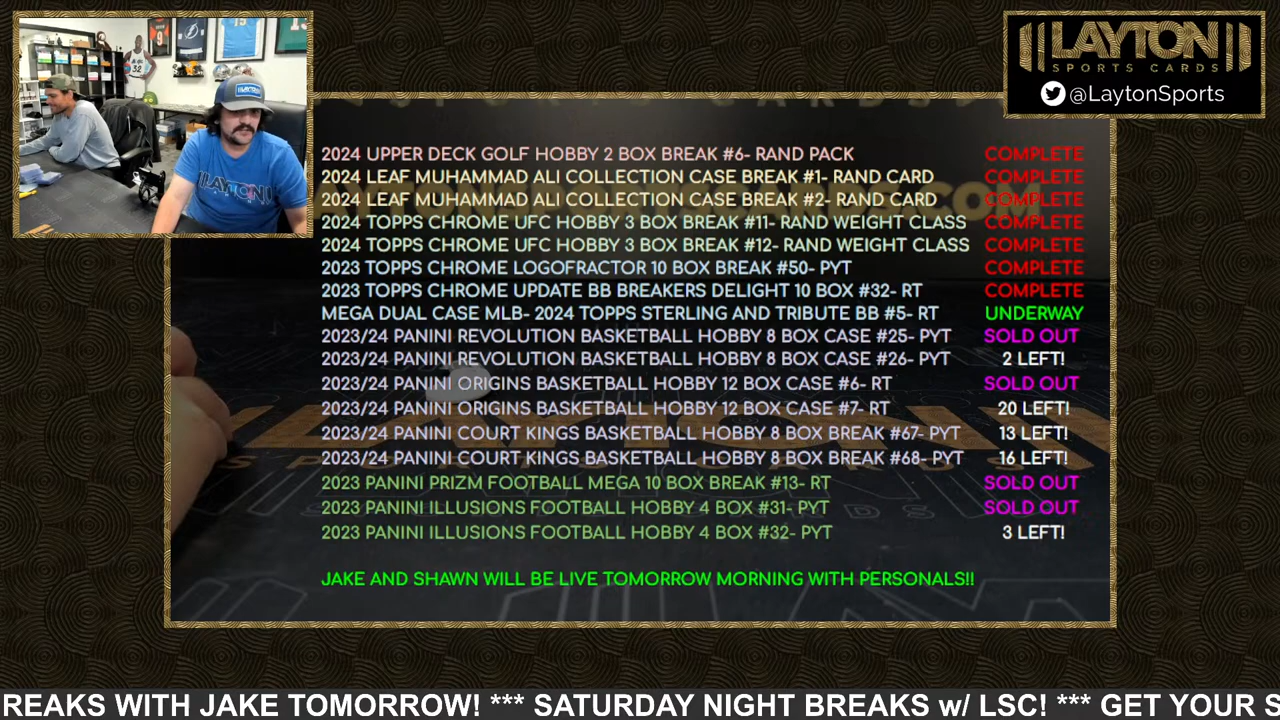 LAYTON
SPORTS CARDS
@LaytonSports
2024 UPPER DECK GOLF HOBBY 2 BOX BREAK #6- RAND PACK COMPLETE
2024 LEAF MUHAMMAD ALI COLLECTION CASE BREAK #1- RAND CARD COMPLETE
2024 LEAF MUHAMMAD ALI COLLECTION CASE BREAK #2- RAND CARD COMPLETE
2024 TOPPS CHROME UFC HOBBY 3 BOX BREAK #11- RAND WEIGHT CLASS COMPLETE
2024 TOPPS CHROME UFC HOBBY 3 BOX BREAK #12- RAND WEIGHT CLASS COMPLETE
2023 TOPPS CHROME LOGOFRACTOR 10 BOX BREAK #50- PYT COMPLETE
2023 TOPPS CHROME UPDATE BB BREAKERS DELIGHT 10 BOX #32- RT COMPLETE
MEGA DUAL CASE MLB- 2024 TOPPS STERLING AND TRIBUTE BB #5- RT UNDERWAY
2023/24 PANINI REVOLUTION BASKETBALL HOBBY 8 BOX CASE #25- PYT SOLD OUT
2023/24 PANINI REVOLUTION BASKETBALL HOBBY 8 BOX CASE #26- PYT 2 LEFT!
2023/24 PANINI ORIGINS BASKETBALL HOBBY 12 BOX CASE #6- RT SOLD OUT
2023/24 PANINI ORIGINS BASKETBALL HOBBY 12 BOX CASE #7- RT 20 LEFT!
2023/24 PANINI COURT KINGS BASKETBALL HOBBY 8 BOX BREAK #67- PYT 13 LEFT!
2023/24 PANINI COURT KINGS BASKETBALL HOBBY 8 BOX BREAK #68- PYT 16 LEFT!
2023 PANINI PRIZM FOOTBALL MEGA 10 BOX BREAK #13- RT SOLD OUT
2023 PANINI ILLUSIONS FOOTBALL HOBBY 4 BOX #31- PYT SOLD OUT
2023 PANINI ILLUSIONS FOOTBALL HOBBY 4 BOX #32- PYT 3 LEFT!
JAKE AND SHAWN WILL BE LIVE TOMORROW MORNING WITH PERSONALS!!
REAKS WITH JAKE TOMORROW! *** SATURDAY NIGHT BREAKS w/ LSC! *** GET YOUR S